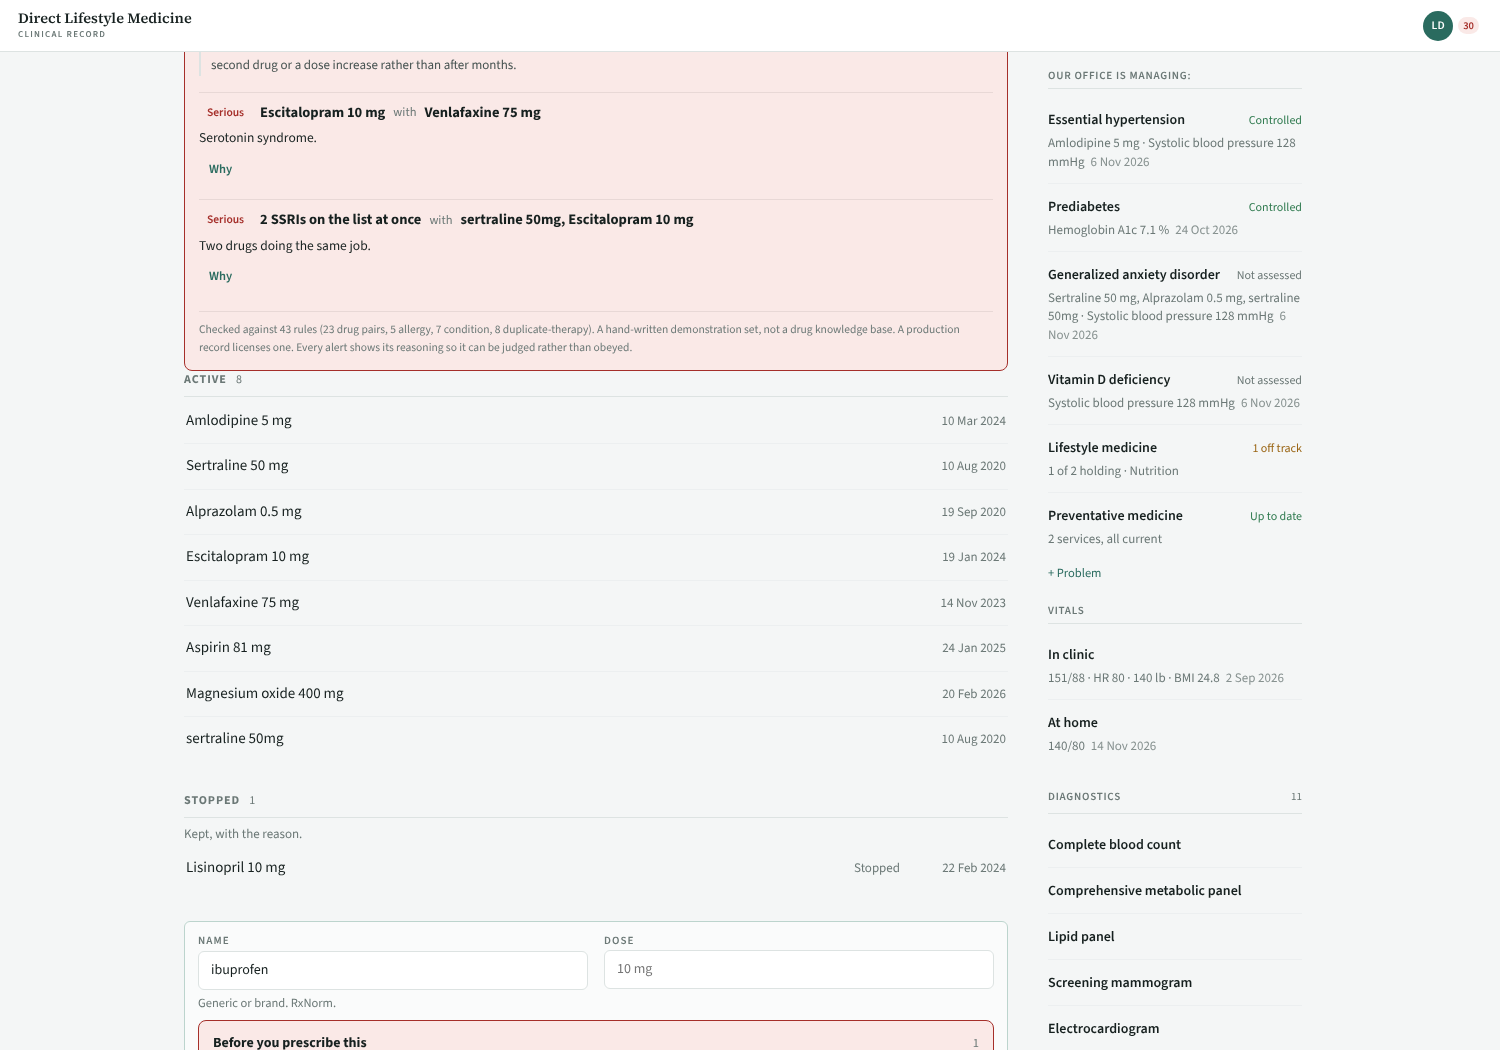 Direct Lifestyle Medicine
CLINICAL RECORD
LD
30
second drug or a dose increase rather than after months.
Serious Escitalopram 10 mg with Venlafaxine 75 mg
Serotonin syndrome.
Why
Serious 2 SSRIs on the list at once with sertraline 50mg, Escitalopram 10 mg
Two drugs doing the same job.
Why
Checked against 43 rules (23 drug pairs, 5 allergy, 7 condition, 8 duplicate-therapy). A hand-written demonstration set, not a drug knowledge base. A production
record licenses one. Every alert shows its reasoning so it can be judged rather than obeyed.
ACTIVE 8
Amlodipine 5 mg 10 Mar 2024
Sertraline 50 mg 10 Aug 2020
Alprazolam 0.5 mg 19 Sep 2020
Escitalopram 10 mg 19 Jan 2024
Venlafaxine 75 mg 14 Nov 2023
Aspirin 81 mg 24 Jan 2025
Magnesium oxide 400 mg 20 Feb 2026
sertraline 50mg 10 Aug 2020
STOPPED 1
Kept, with the reason.
Lisinopril 10 mg Stopped 22 Feb 2024
NAME DOSE
ibuprofen 10 mg
Generic or brand. RxNorm.
Before you prescribe this 1
OUR OFFICE IS MANAGING:
Essential hypertension Controlled
Amlodipine 5 mg · Systolic blood pressure 128
mmHg 6 Nov 2026
Prediabetes Controlled
Hemoglobin A1c 7.1 % 24 Oct 2026
Generalized anxiety disorder Not assessed
Sertraline 50 mg, Alprazolam 0.5 mg, sertraline
50mg · Systolic blood pressure 128 mmHg 6
Nov 2026
Vitamin D deficiency Not assessed
Systolic blood pressure 128 mmHg 6 Nov 2026
Lifestyle medicine 1 off track
1 of 2 holding · Nutrition
Preventative medicine Up to date
2 services, all current
+ Problem
VITALS
In clinic
151/88 · HR 80 · 140 lb · BMI 24.8 2 Sep 2026
At home
140/80 14 Nov 2026
DIAGNOSTICS 11
Complete blood count
Comprehensive metabolic panel
Lipid panel
Screening mammogram
Electrocardiogram